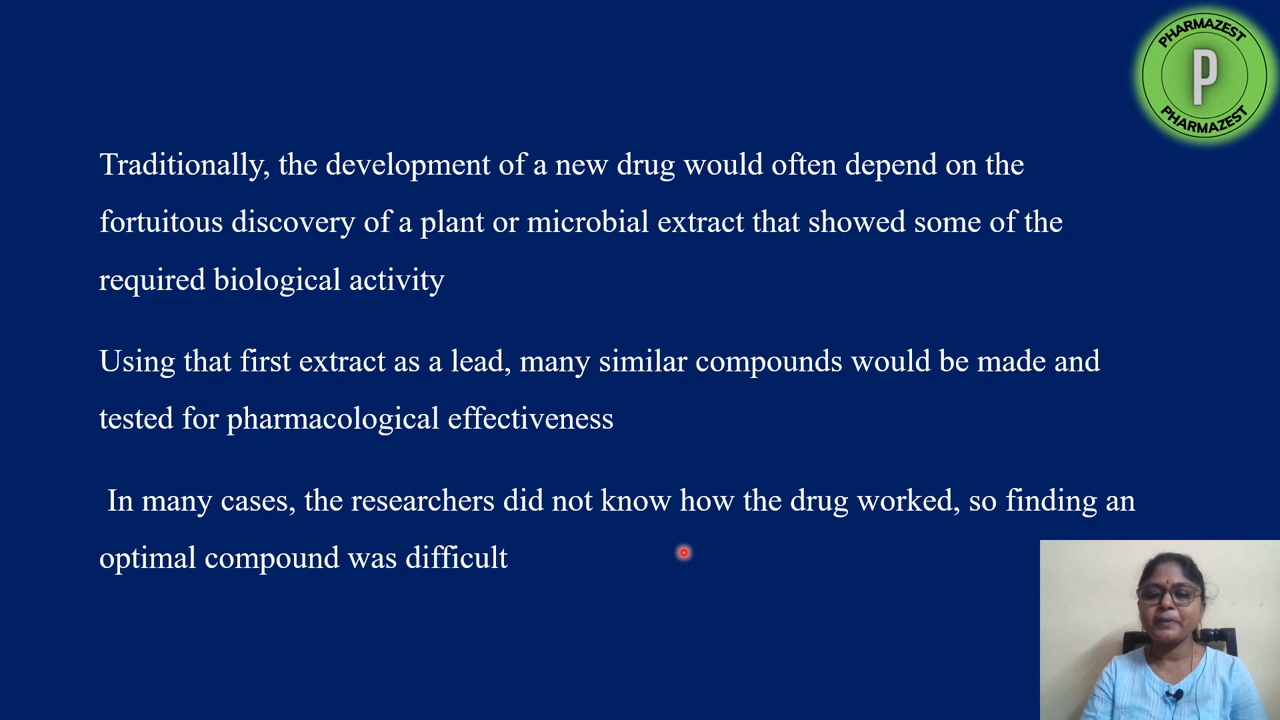 PHARMAZEST
P
PHARMAZEST
Traditionally, the development of a new drug would often depend on the
fortuitous discovery of a plant or microbial extract that showed some of the
required biological activity
Using that first extract as a lead, many similar compounds would be made and
tested for pharmacological effectiveness
In many cases, the researchers did not know how the drug worked, so finding an
optimal compound was difficult